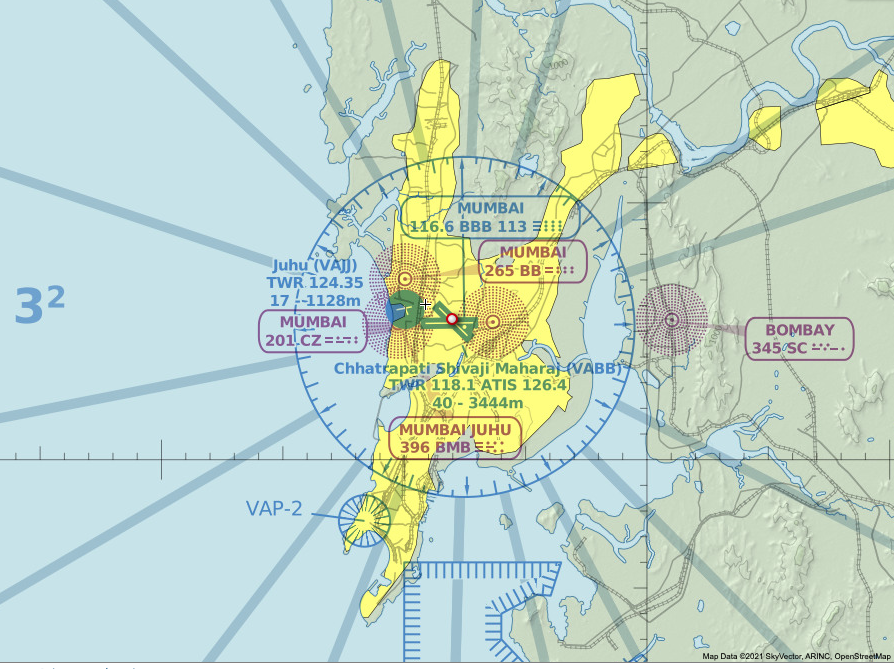 1000
MUMBAI
116.6 BBB 113
MUMBAI
265 BB
Juhu (VAJJ)
TWR 124.35
17 - 1128m
3²
MUMBAI
201 CZ
BOMBAY
345 SC
Chhatrapati Shivaji Maharaj (VABB)
TWR 118.1 ATIS 126.4
40 - 3444m
MUMBAI JUHU
396 BMB
VAP-2
Map Data ©2021 SkyVector, ARINC, OpenStreetMap